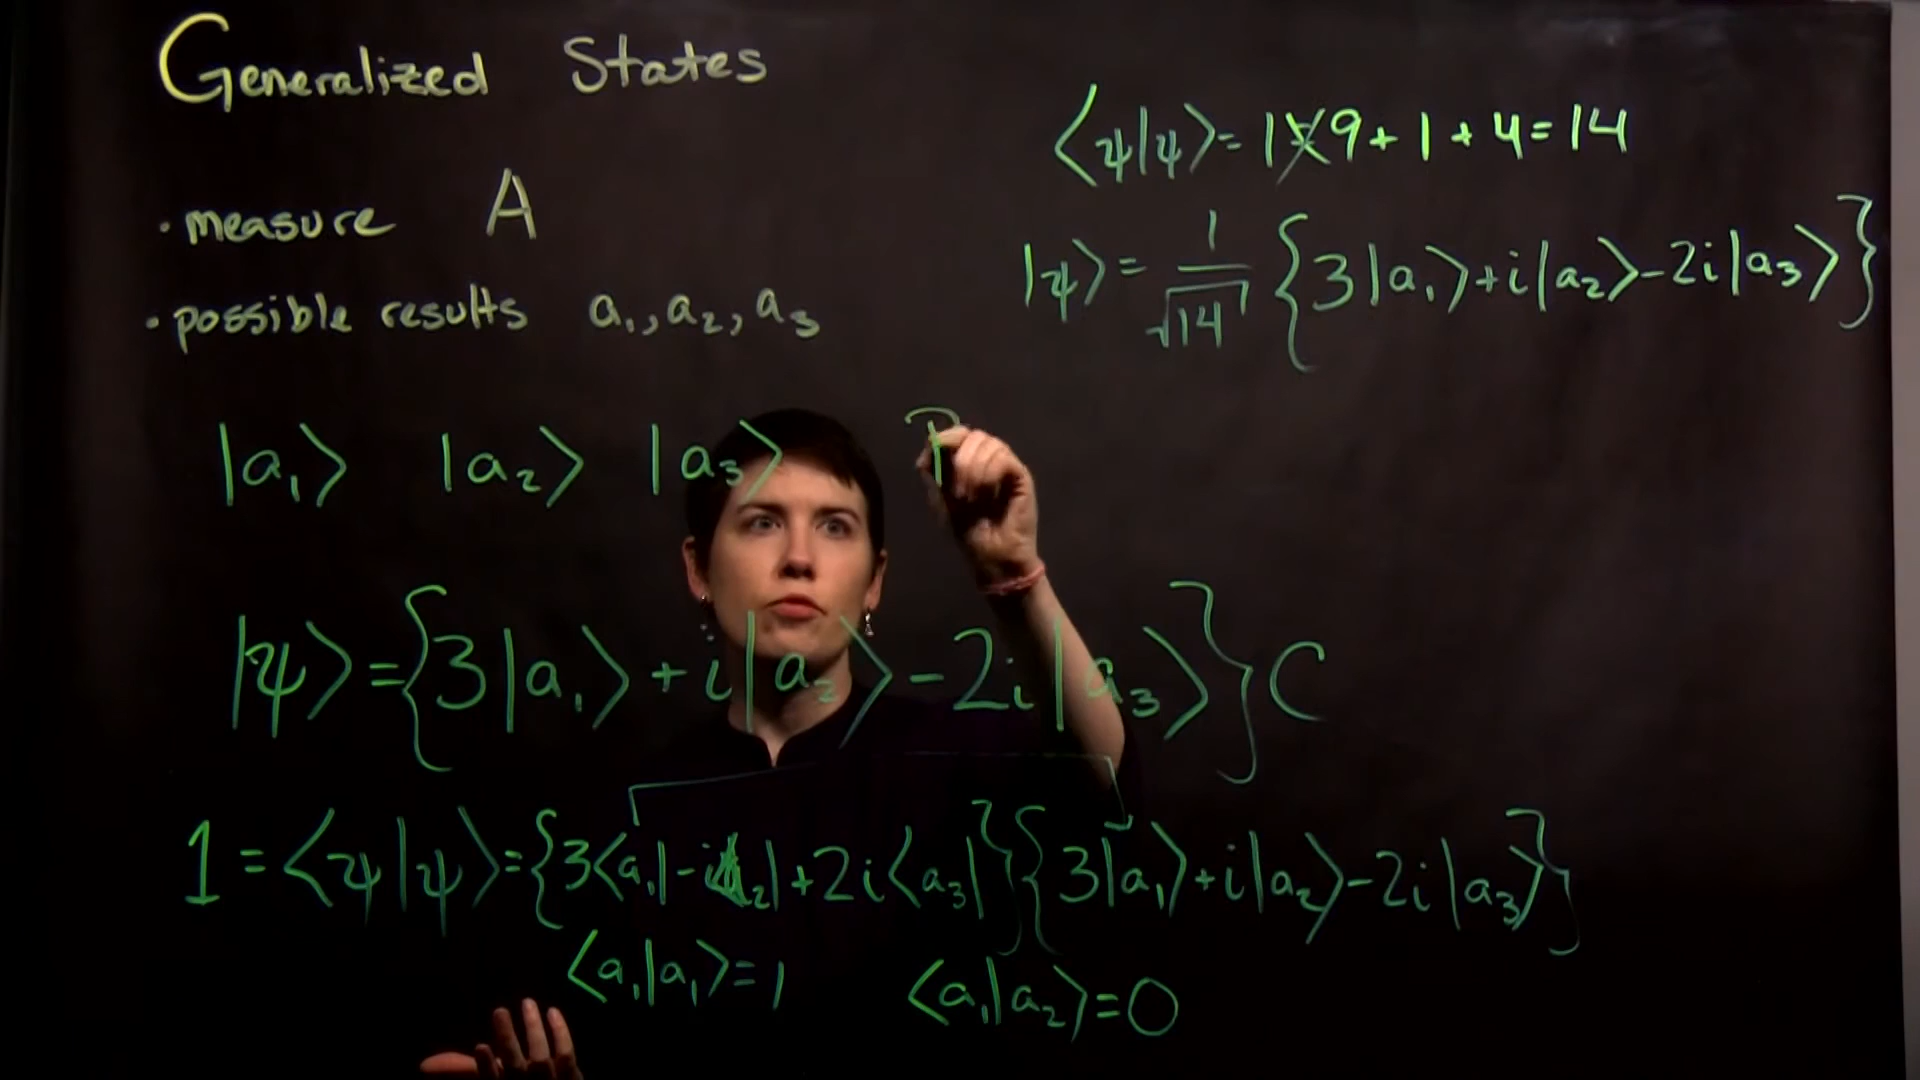 Generalized States
⟨ψ|ψ⟩= 1 9+1+4=14
· measure A
|ψ⟩= 1/√14 {3|a₁⟩+i|a₂⟩-2i|a₃⟩}
· possible results a₁, a₂, a₃
|a₁⟩ |a₂⟩ |a₃⟩ P
|ψ⟩={3|a₁⟩+i|a₂⟩-2i|a₃⟩}C
1=⟨ψ|ψ⟩={3⟨a₁|-i⟨a₂|+2i⟨a₃|}{3|a₁⟩+i|a₂⟩-2i|a₃⟩}
⟨a₁|a₁⟩=1 ⟨a₁|a₂⟩=0